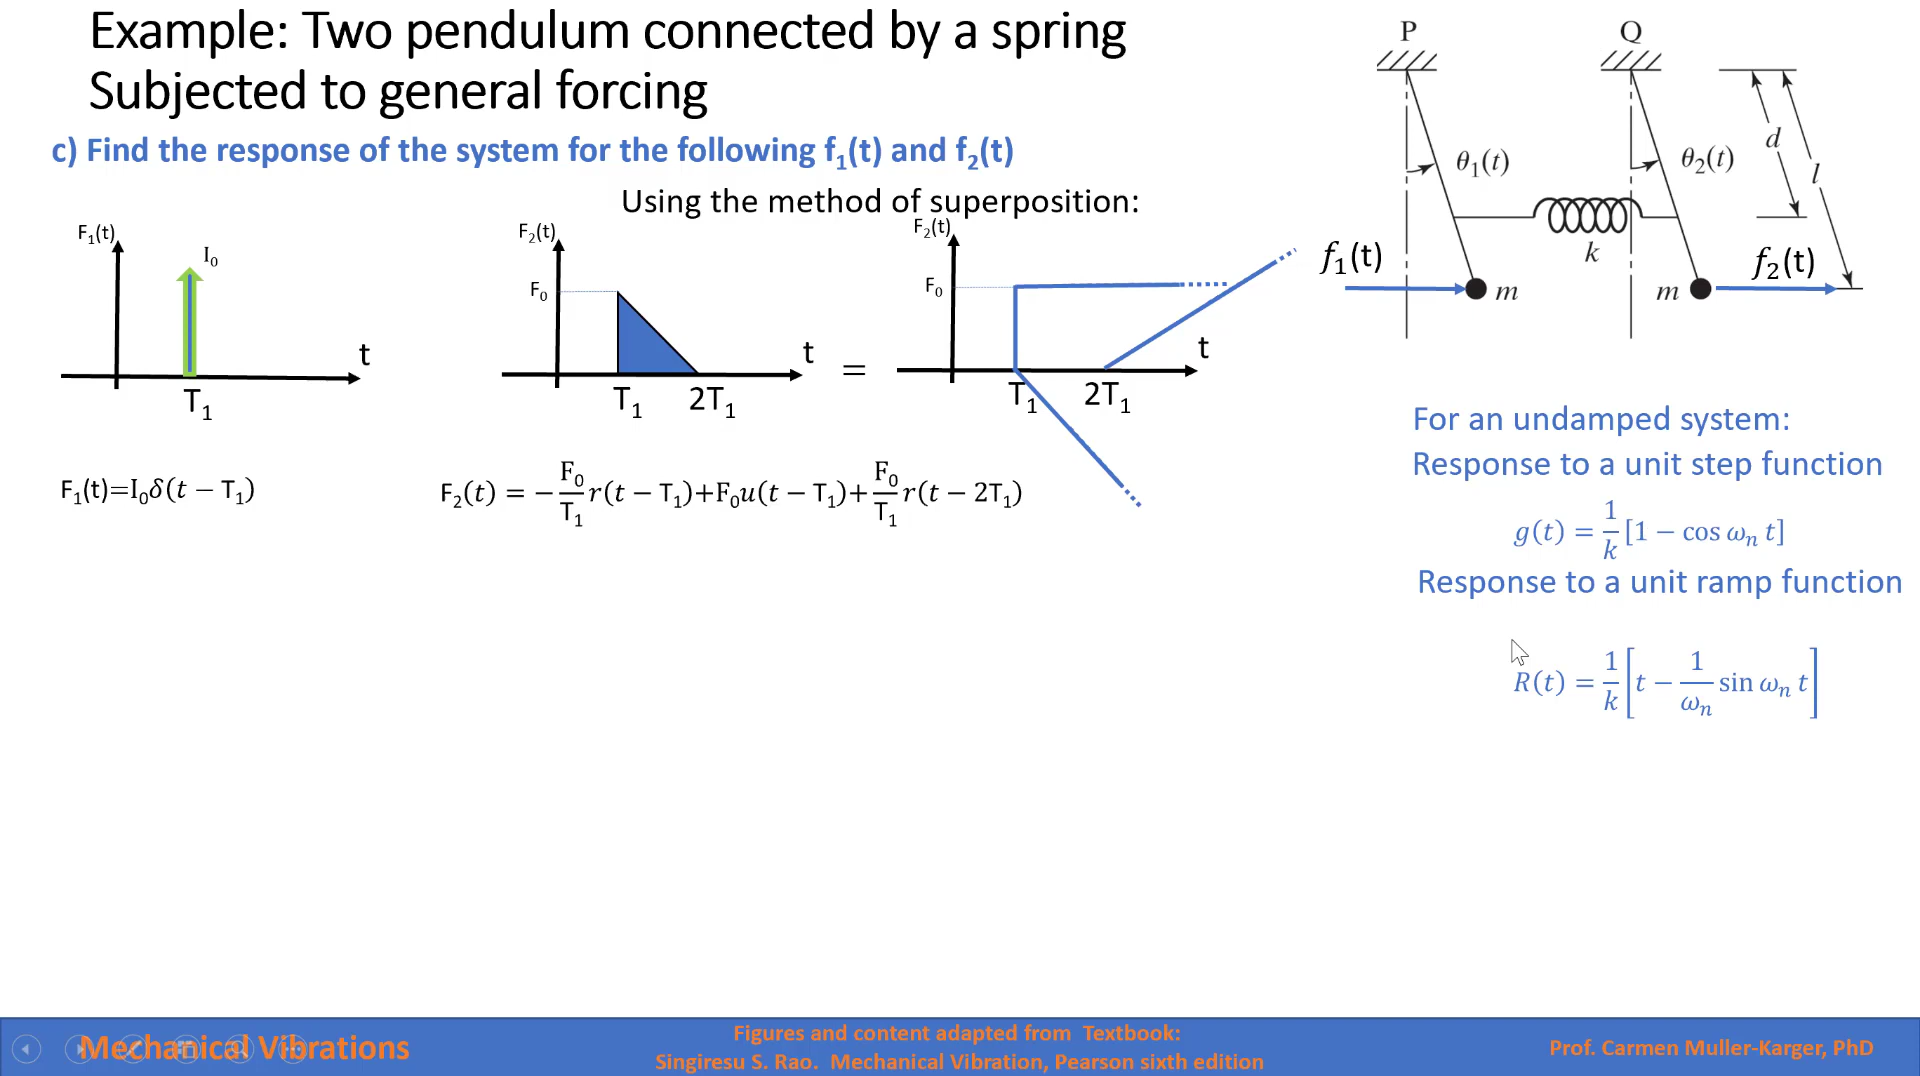 Example: Two pendulum connected by a spring
Subjected to general forcing
c) Find the response of the system for the following f₁(t) and f₂(t)
Using the method of superposition:
F₁(t)
I₀
t
T₁
F₂(t)
F₀
t
T₁ 2T₁
=
F₂(t)
F₀
t
T₁ 2T₁
F₁(t)=I₀δ(t − T₁)
F₂(t) = −F₀/T₁ r(t − T₁)+F₀u(t − T₁)+F₀/T₁ r(t − 2T₁)
P Q
θ₁(t) θ₂(t)
d
l
k
f₁(t) f₂(t)
m m
For an undamped system:
Response to a unit step function
g(t) = 1/k [1 − cos ωₙ t]
Response to a unit ramp function
R(t) = 1/k [t − 1/ωₙ sin ωₙ t]
Mechanical Vibrations
Figures and content adapted from Textbook:
Singiresu S. Rao. Mechanical Vibration, Pearson sixth edition
Prof. Carmen Muller-Karger, PhD